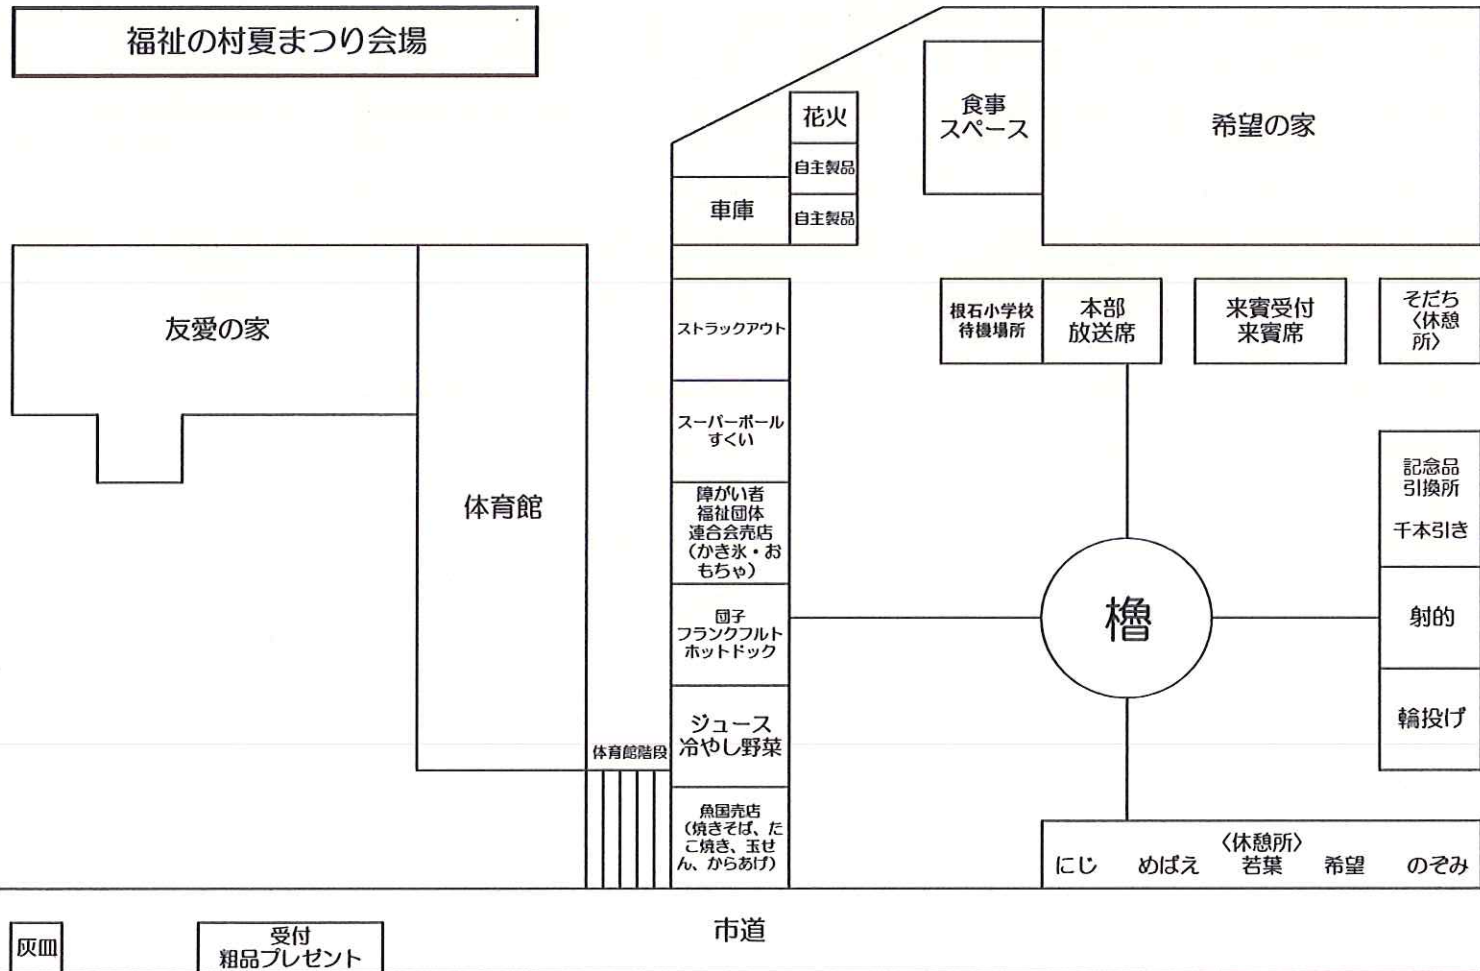 福祉の村夏まつり会場
花火
自主製品
自主製品
車庫
食事
スペース
希望の家
友愛の家
体育館
ストラックアウト
スーパーボール
すくい
障がい者
福祉団体
連合会売店
（かき氷・お
もちゃ）
団子
フランクフルト
ホットドック
ジュース
冷やし野菜
体育館階段
魚国売店
（焼きそば、た
こ焼き、玉せ
ん、からあげ）
根石小学校
待機場所
本部
放送席
来賓受付
来賓席
そだち
〈休憩
所〉
記念品
引換所
千本引き
射的
輪投げ
櫓
〈休憩所〉
にじ めばえ 若葉 希望 のぞみ
市道
灰皿
受付
粗品プレゼント